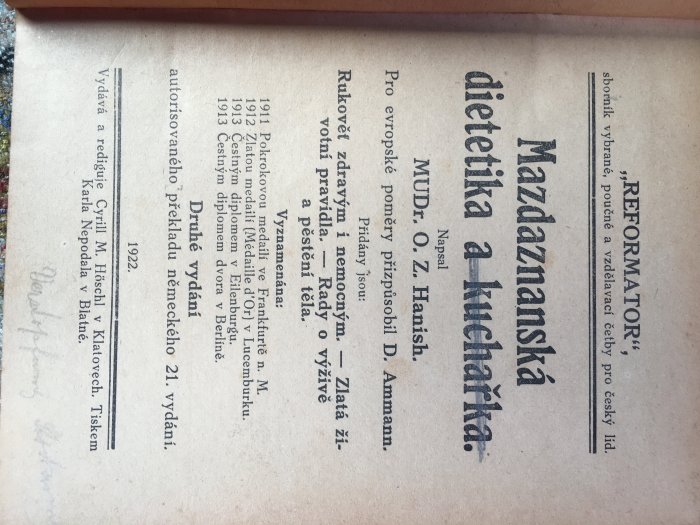 „REFORMATOR“,
sborník vybrané, poučné a vzdělavací četby pro český lid.
Mazdaznanská
dietetika a kuchařka.
Napsal
MUDr. O. Z. Hanish.
Pro evropské poměry přizpůsobil D. Ammann.
Přidány jsou:
Rukověť zdravým i nemocným. — Zlatá ži-
votní pravidla. — Rady o výživě
a pěstění těla.
Vyznamenána:
1911 Pokrokovou medailí ve Frankfurtě n. M.
1912 Zlatou medailí (Médaille d'Or) v Lucemburku.
1913 Čestným diplomem v Eilenburgu.
1913 Čestným diplomem dvora v Berlíně.
Druhé vydání
autorisovaného překladu německého 21. vydání.
1922.
Vydává a rediguje Cyrill M. Höschl v Klatovech. Tiskem
Karla Nepodala v Blatné.